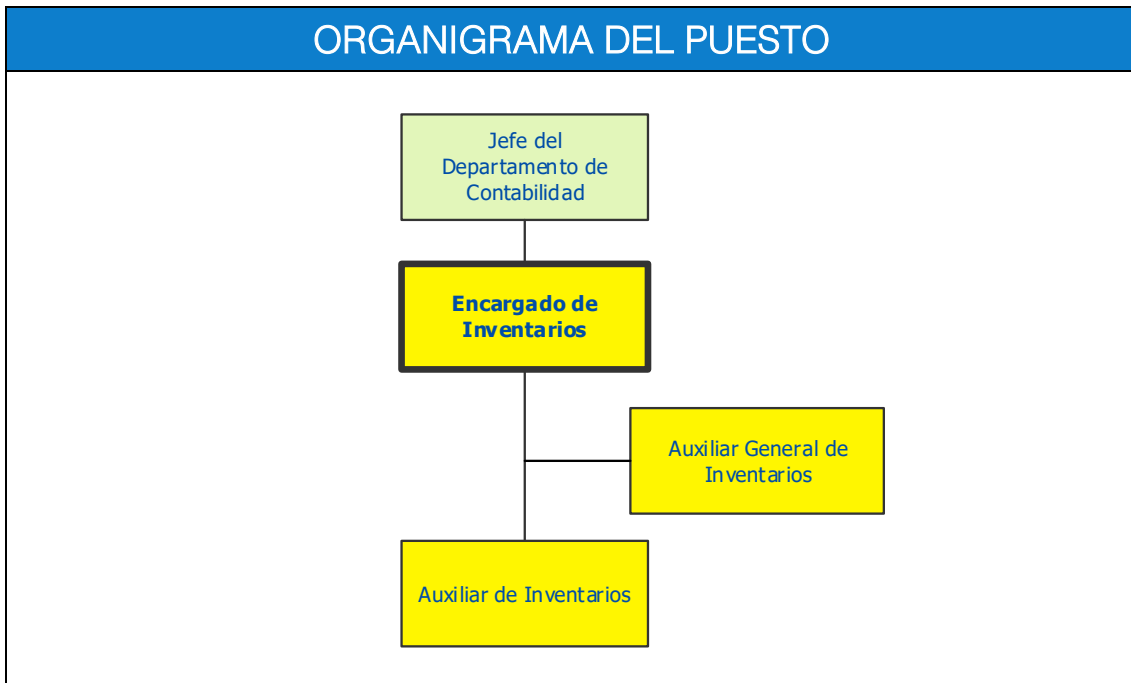 ORGANIGRAMA DEL PUESTO
Jefe del
Departamento de
Contabilidad
Encargado de
Inventarios
Auxiliar General de
Inventarios
Auxiliar de Inventarios